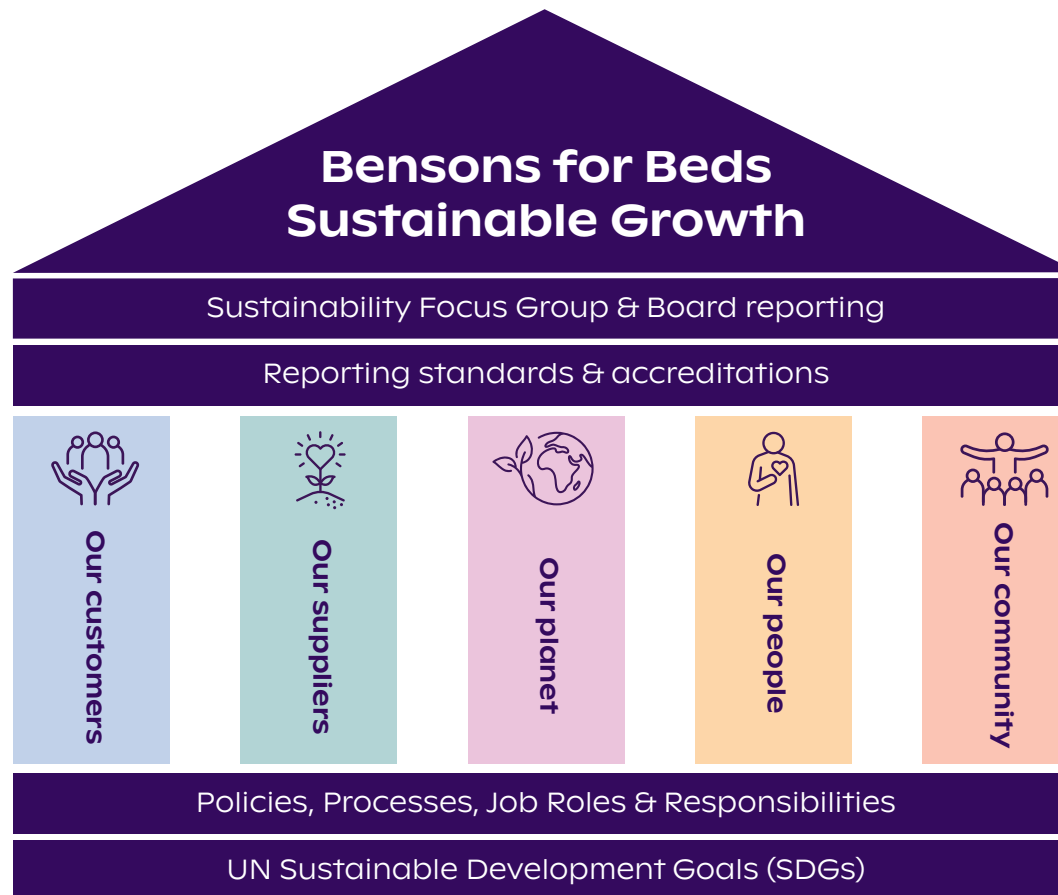 Bensons for Beds
Sustainable Growth
Sustainability Focus Group & Board reporting
Reporting standards & accreditations
Our customers
Our suppliers
Our planet
Our people
Our community
Policies, Processes, Job Roles & Responsibilities
UN Sustainable Development Goals (SDGs)